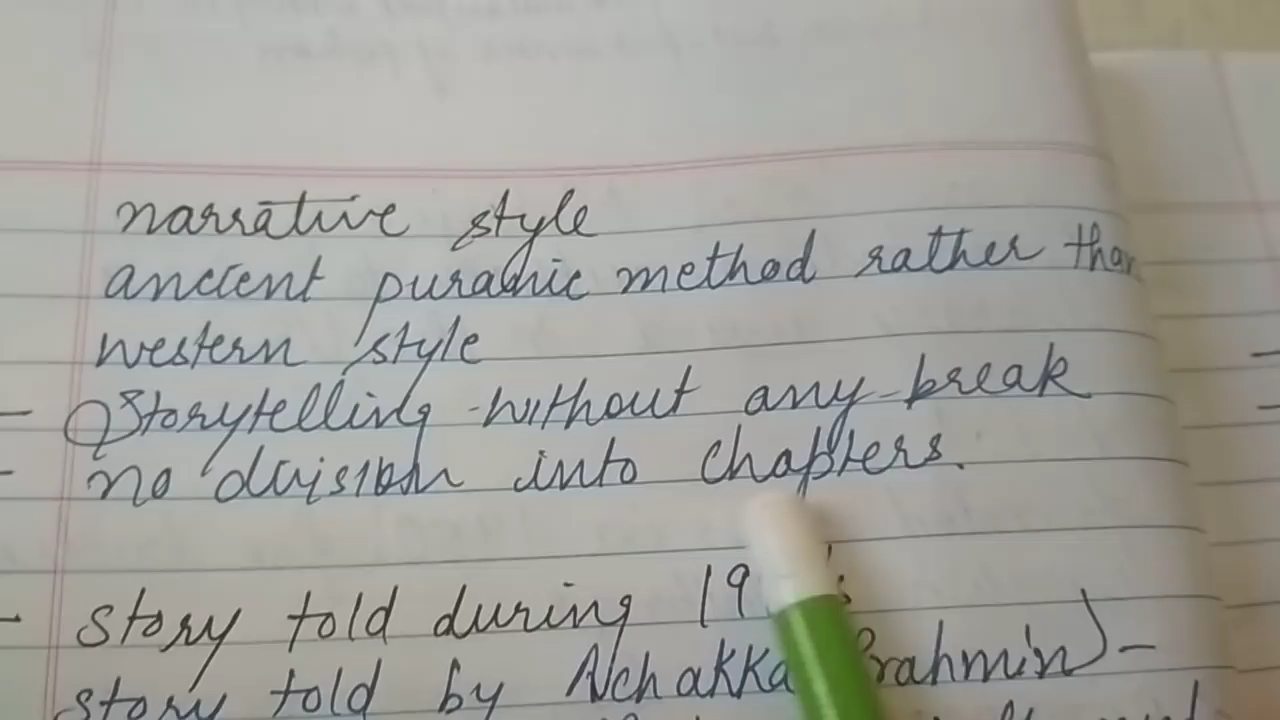 narrative style
ancient puranic method rather than
western style
- Storytelling without any break
- no division into chapters.
- story told during 19
story told by Achakka Brahmin) -